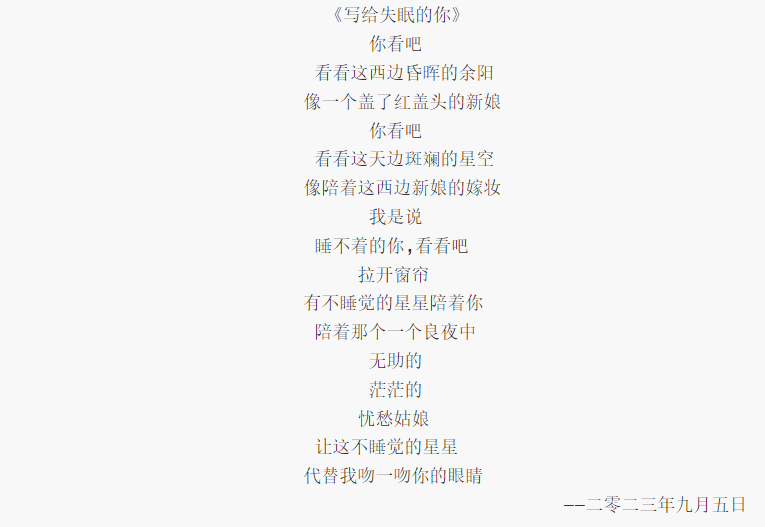 《写给失眠的你》
你看吧
看看这西边昏晖的余阳
像一个盖了红盖头的新娘
你看吧
看看这天边斑斓的星空
像陪着这西边新娘的嫁妆
我是说
睡不着的你,看看吧
拉开窗帘
有不睡觉的星星陪着你
陪着那个一个良夜中
无助的
茫茫的
忧愁姑娘
让这不睡觉的星星
代替我吻一吻你的眼睛
——二零二三年九月五日